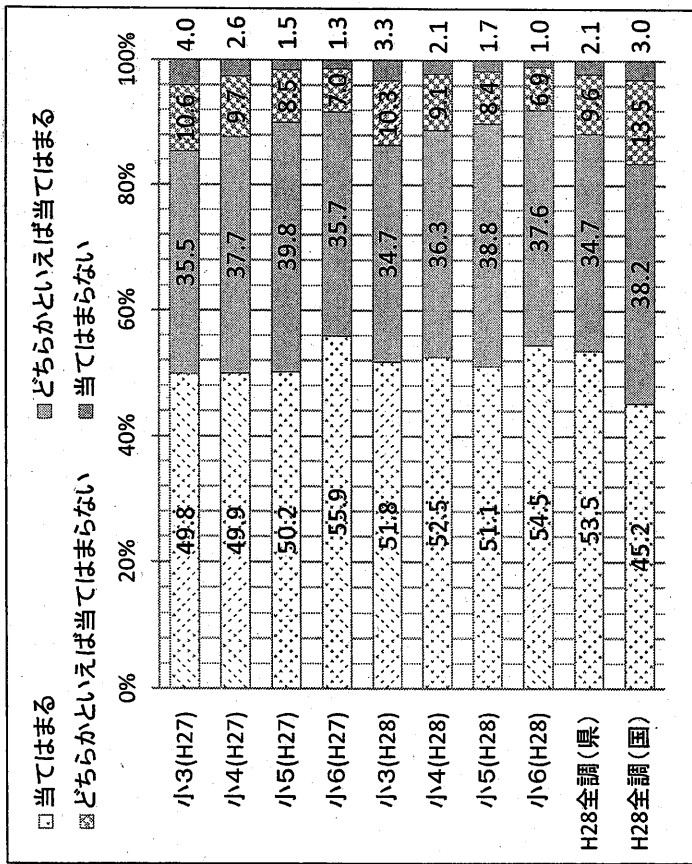 当てはまる どちらかといえば当てはまる
どちらかといえば当てはまらない 当てはまらない
0% 20% 40% 60% 80% 100%
小3(H27) 49.8 35.5 10.6 4.0
小4(H27) 49.9 37.7 9.7 2.6
小5(H27) 50.2 39.8 8.5 1.5
小6(H27) 55.9 35.7 7.0 1.3
小3(H28) 51.8 34.7 10.3 3.3
小4(H28) 52.5 36.3 9.1 2.1
小5(H28) 51.1 38.8 8.4 1.7
小6(H28) 54.5 37.6 6.9 1.0
H28全調(県) 53.5 34.7 9.6 2.1
H28全調(国) 45.2 38.2 13.5 3.0